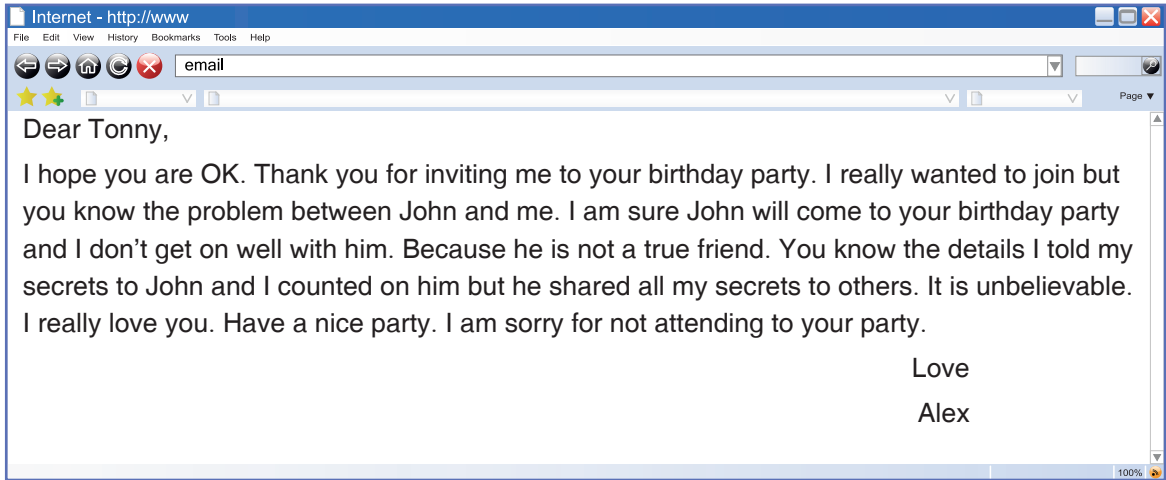 Internet - http://www
File Edit View History Bookmarks Tools Help
email
Page
Dear Tonny,
I hope you are OK. Thank you for inviting me to your birthday party. I really wanted to join but
you know the problem between John and me. I am sure John will come to your birthday party
and I don’t get on well with him. Because he is not a true friend. You know the details I told my
secrets to John and I counted on him but he shared all my secrets to others. It is unbelievable.
I really love you. Have a nice party. I am sorry for not attending to your party.
Love
Alex
100%